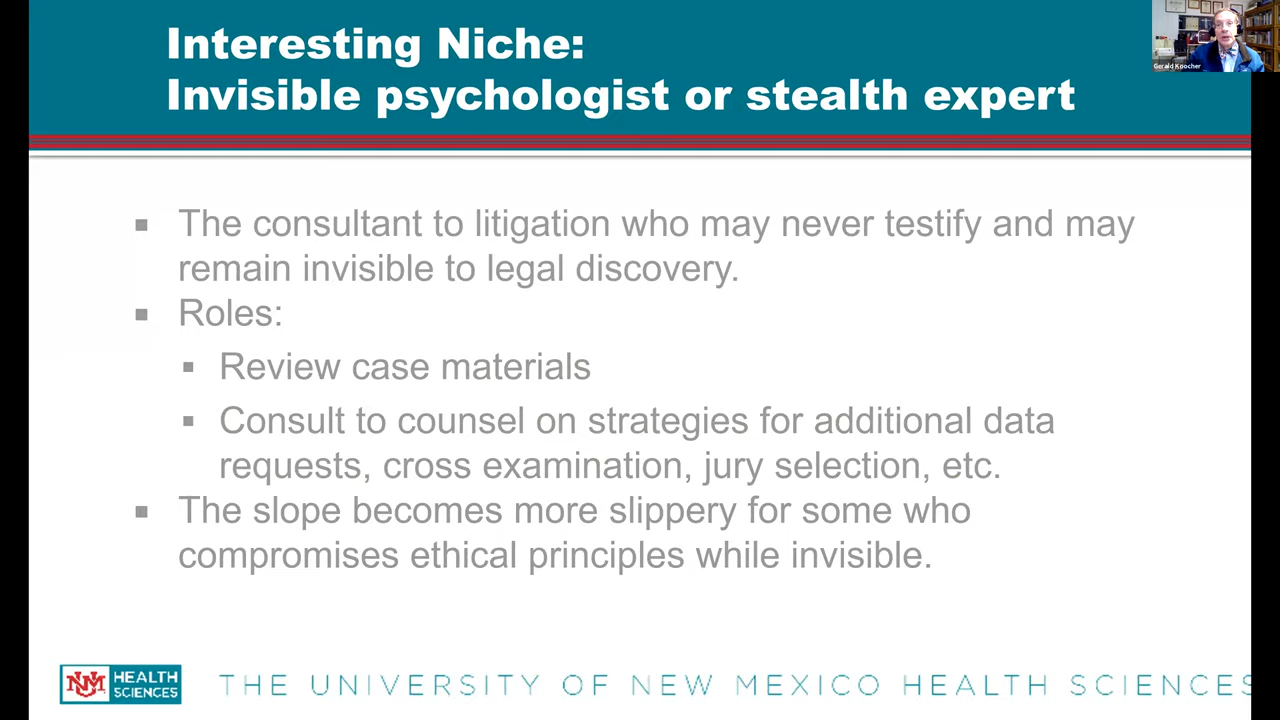 Interesting Niche:
Invisible psychologist or stealth expert
Gerald Koocher
▪ The consultant to litigation who may never testify and may
remain invisible to legal discovery.
▪ Roles:
▪ Review case materials
▪ Consult to counsel on strategies for additional data
requests, cross examination, jury selection, etc.
▪ The slope becomes more slippery for some who
compromises ethical principles while invisible.
UNM HEALTH
SCIENCES
THE UNIVERSITY OF NEW MEXICO HEALTH SCIENCES